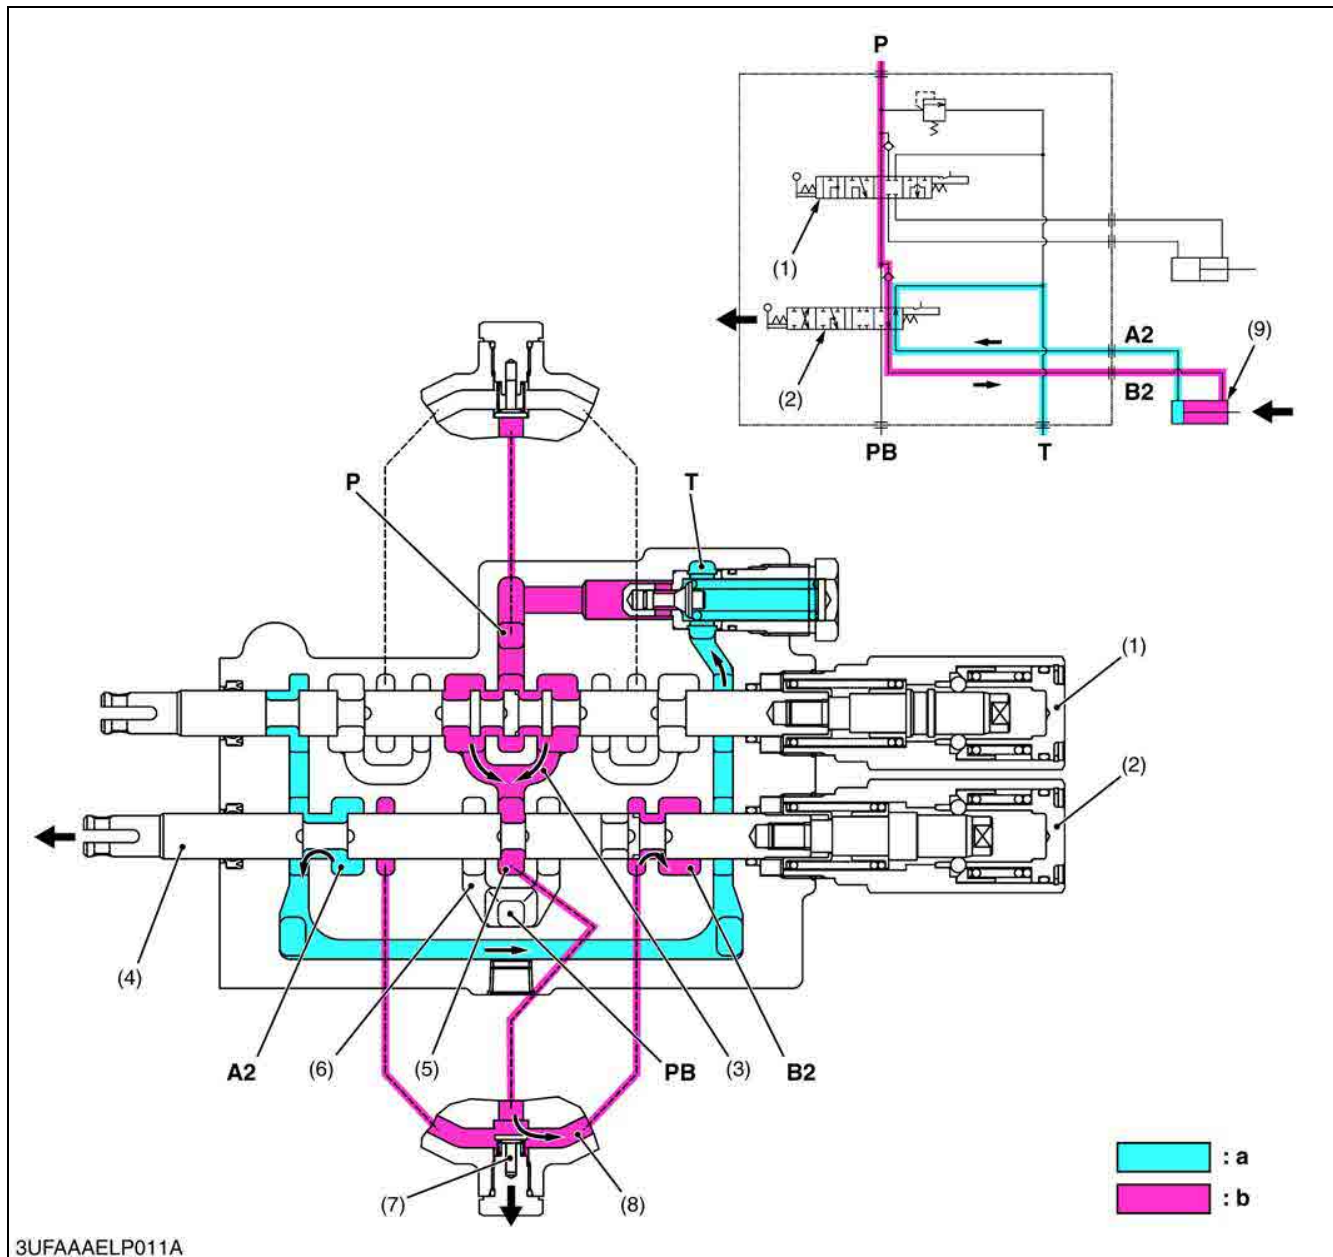 P
(1)
(2)
A2
B2
(9)
PB
T
P
T
(1)
(2)
(4)
A2
(6)
(5)
PB
(3)
B2
(7)
(8)
: a
: b
3UFAAAELP011A